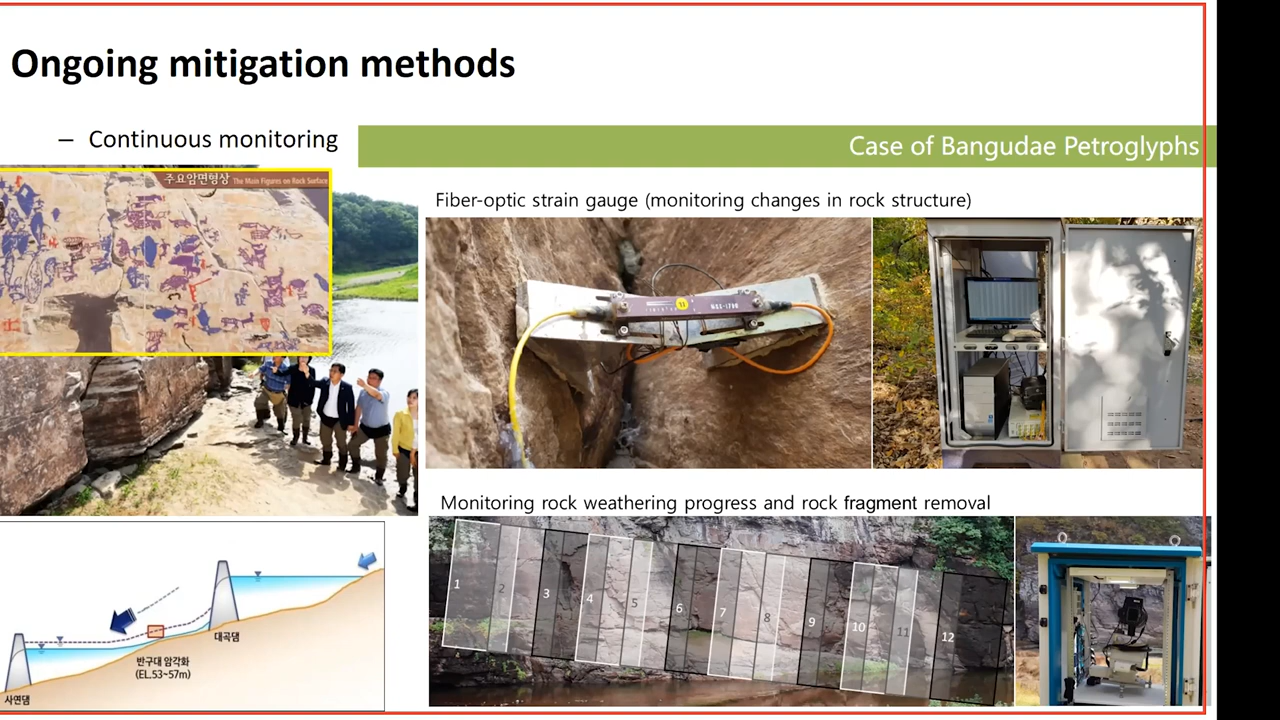 Ongoing mitigation methods
– Continuous monitoring
Case of Bangudae Petroglyphs
주요암면형상 The Main Figures on Rock Surface
Fiber-optic strain gauge (monitoring changes in rock structure)
Monitoring rock weathering progress and rock fragment removal
1 2 3 4 5 6 7 8 9 10 11 12
대곡댐
반구대 암각화
(EL.53~57m)
사연댐